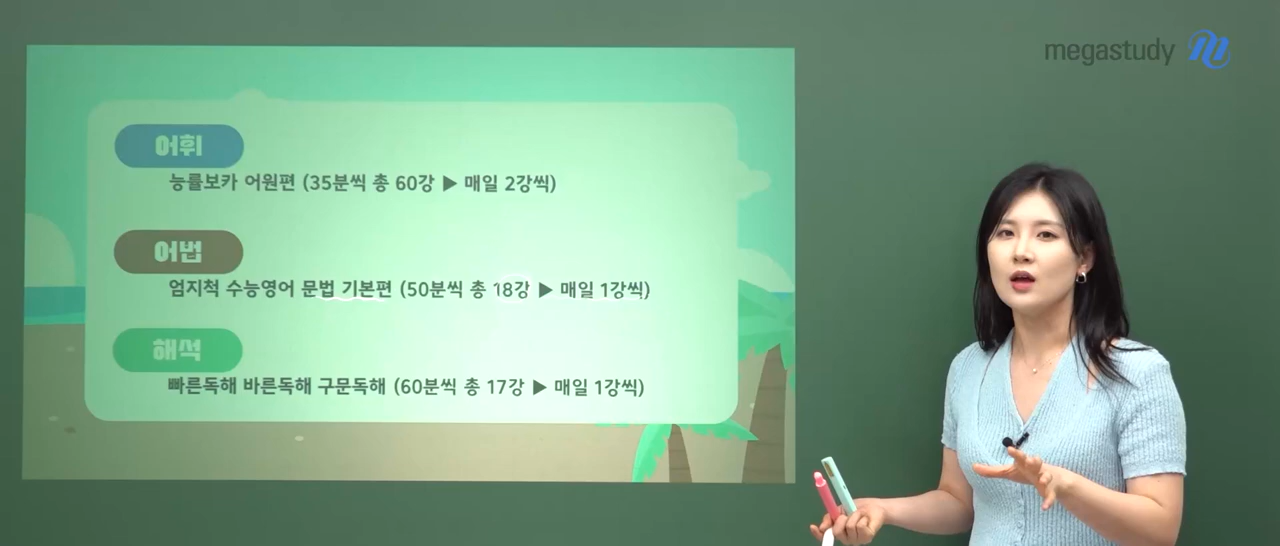 megastudy
어휘
능률보카 어원편 (35분씩 총 60강 ▶ 매일 2강씩)
어법
엄지척 수능영어 문법 기본편 (50분씩 총 18강 ▶ 매일 1강씩)
해석
빠른독해 바른독해 구문독해 (60분씩 총 17강 ▶ 매일 1강씩)